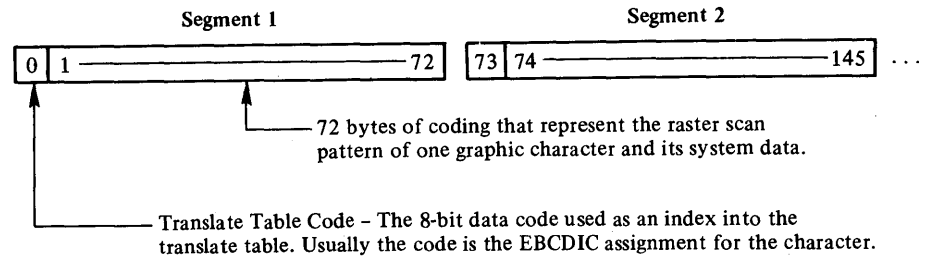 Segment 1 Segment 2
0 1 72 73 74 145 ...
72 bytes of coding that represent the raster scan
pattern of one graphic character and its system data.
Translate Table Code – The 8-bit data code used as an index into the
translate table. Usually the code is the EBCDIC assignment for the character.